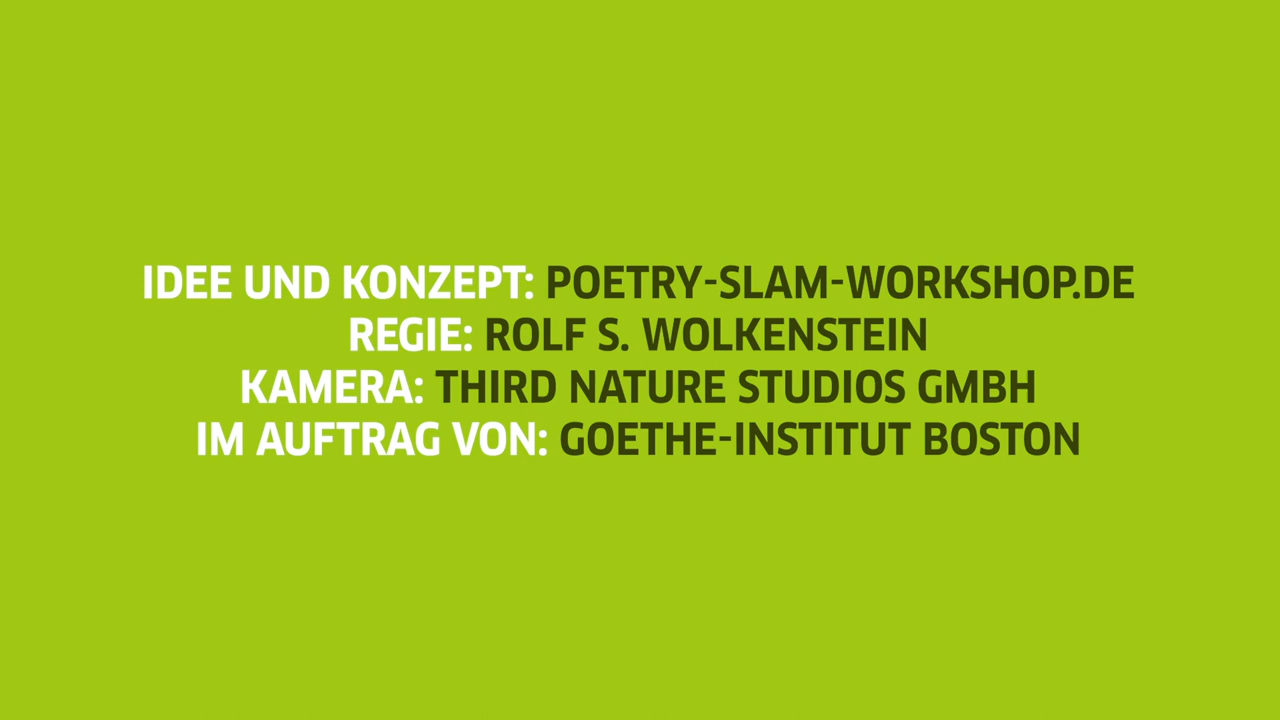 IDEE UND KONZEPT: POETRY-SLAM-WORKSHOP.DE
REGIE: ROLF S. WOLKENSTEIN
KAMERA: THIRD NATURE STUDIOS GMBH
IM AUFTRAG VON: GOETHE-INSTITUT BOSTON